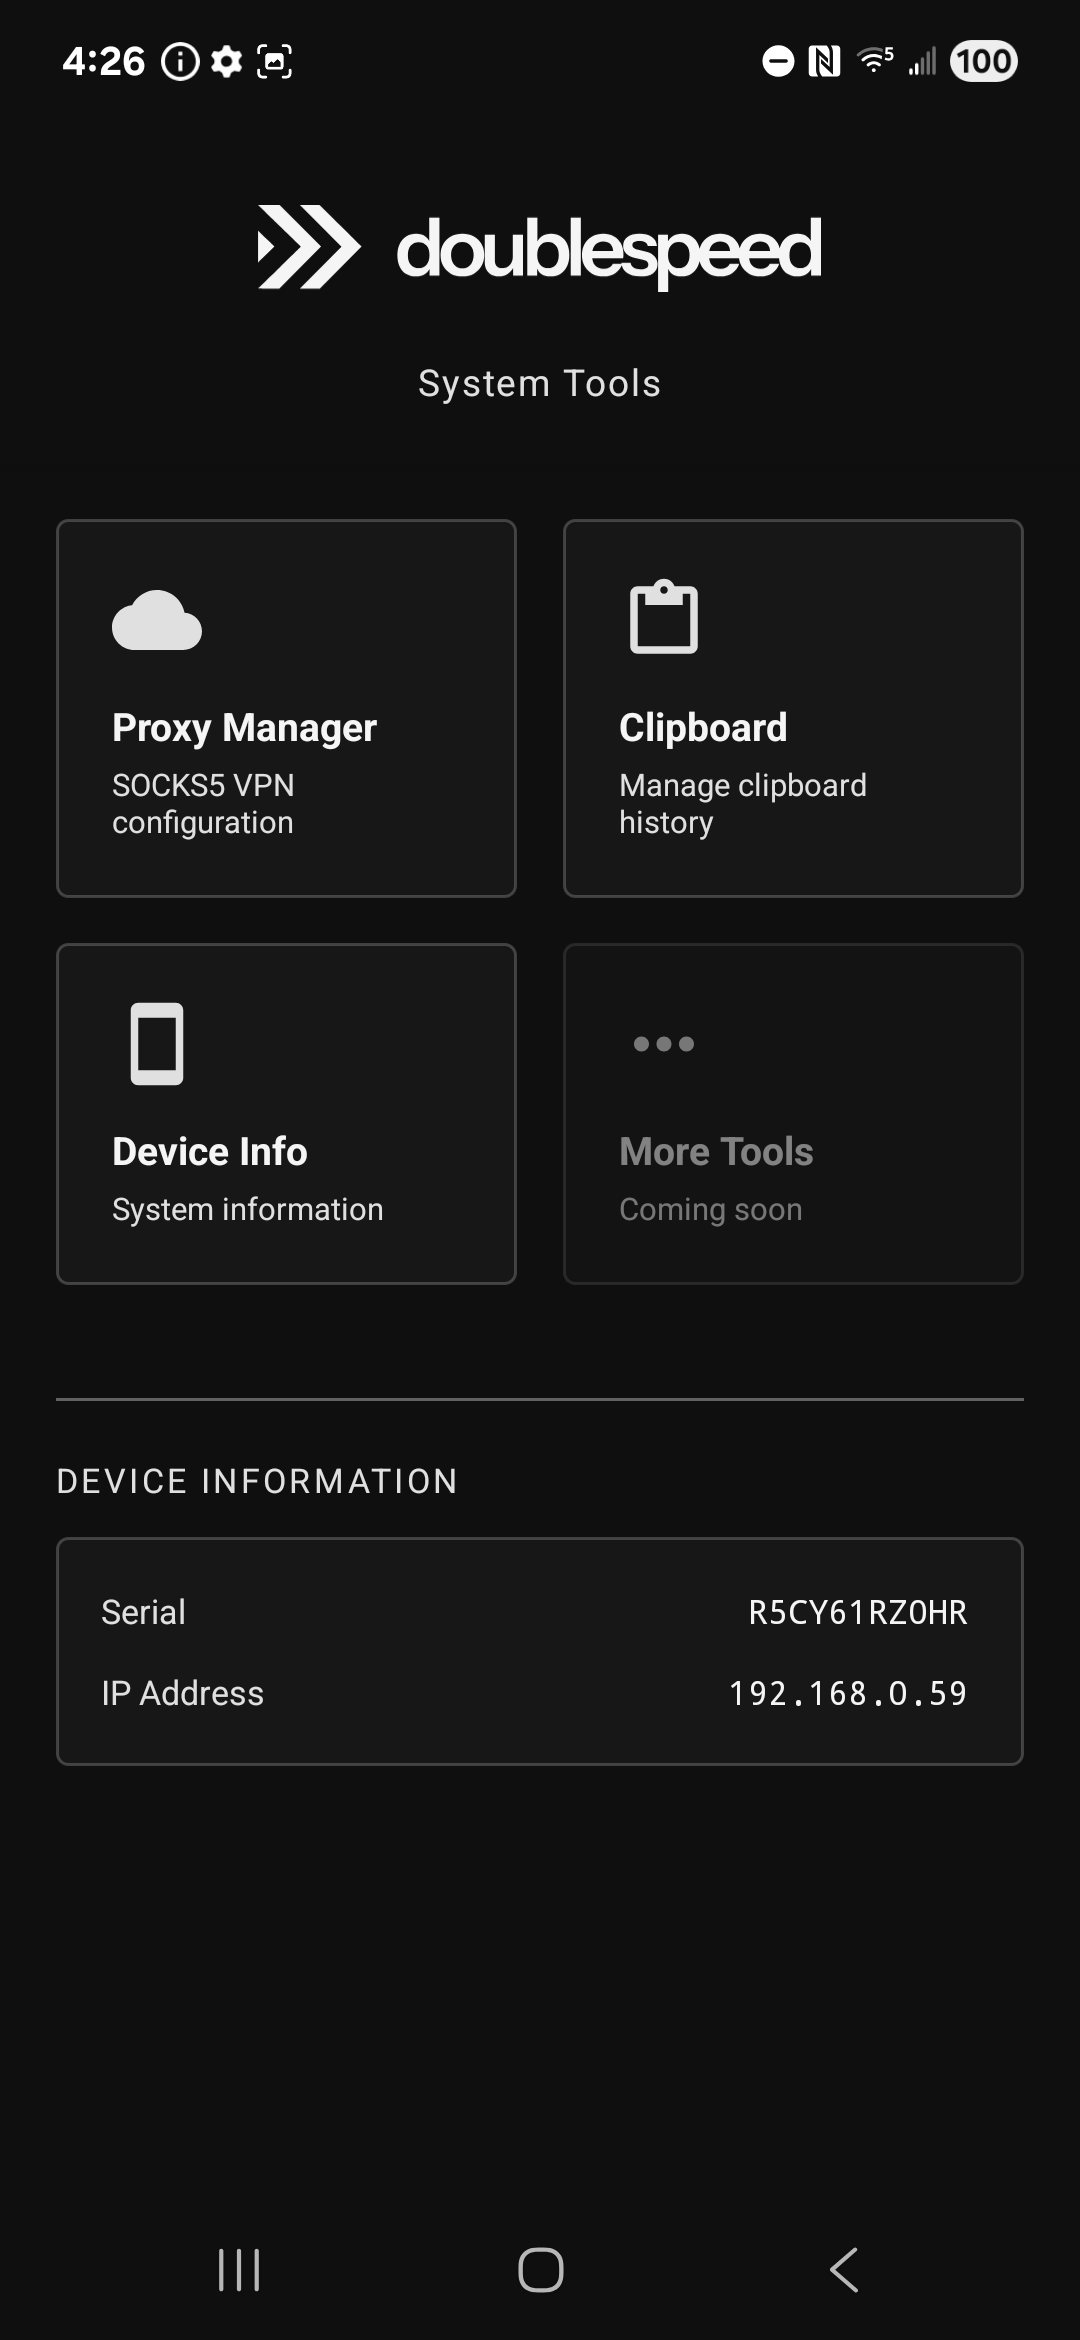 4:26
5
100
doublespeed
System Tools
Proxy Manager
SOCKS5 VPN
configuration
Clipboard
Manage clipboard
history
Device Info
System information
More Tools
Coming soon
DEVICE INFORMATION
Serial
R5CY61RZ0HR
IP Address
192.168.0.59